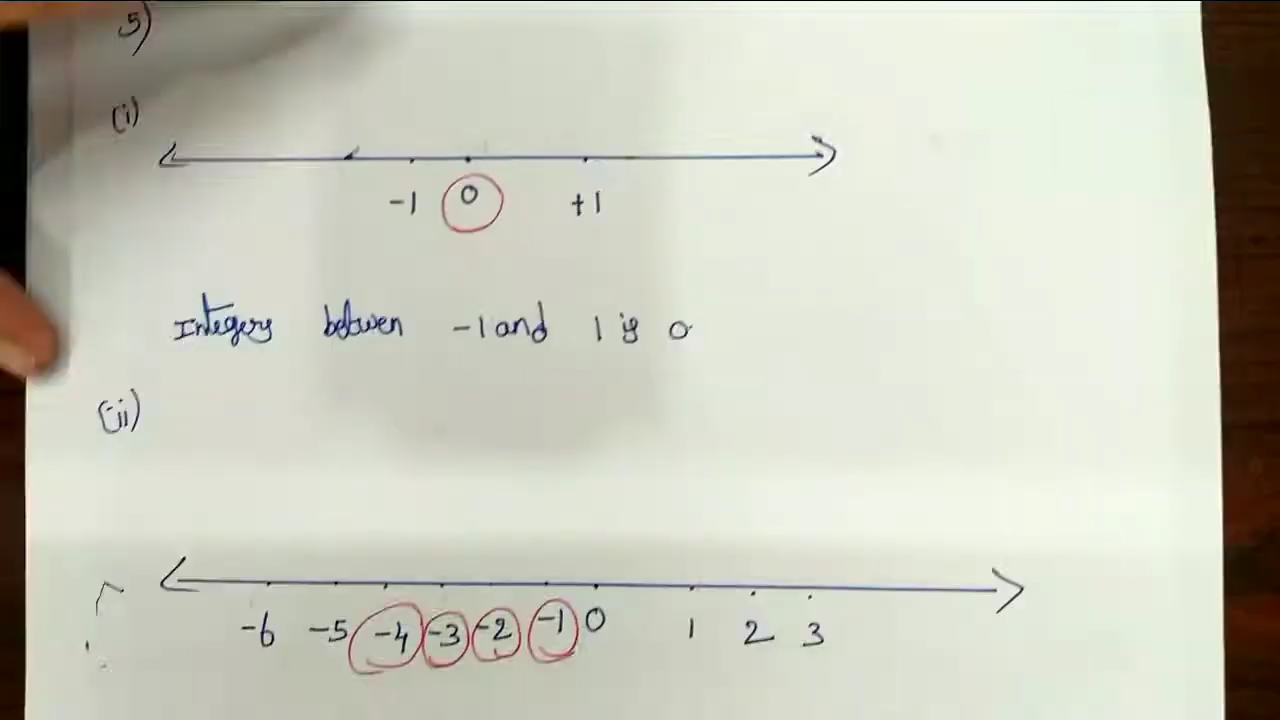 5)
(i)
-1 0 +1
Integers between -1 and 1 is 0
(ii)
-6 -5 -4 -3 -2 -1 0 1 2 3